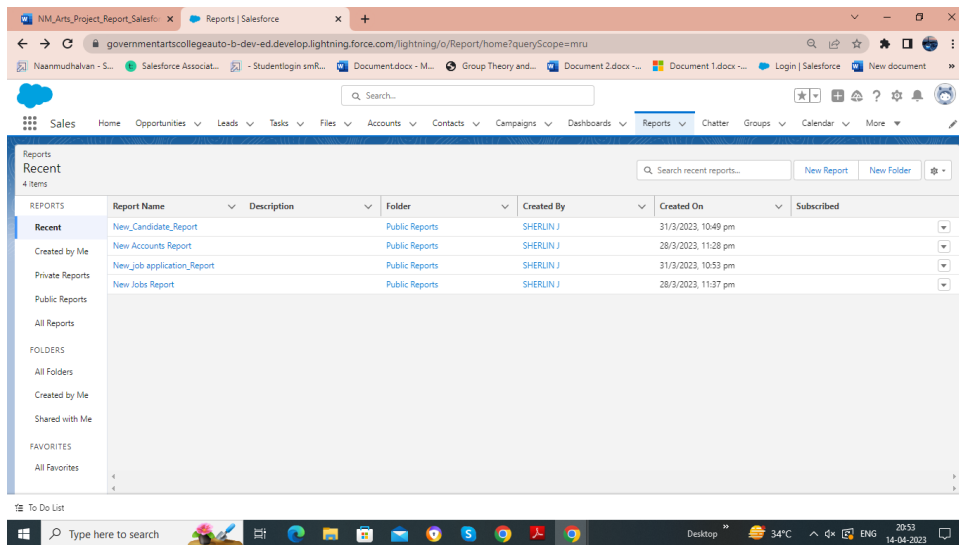 NM_Arts_Project_Report_Salesfor
Reports | Salesforce
governmentartscollegeauto-b-dev-ed.develop.lightning.force.com/lightning/o/Report/home?queryScope=mru
Naanmudhalvan - S... Salesforce Associat... - Studentlogin smR... Document.docx - M... Group Theory and... Document 2.docx -... Document 1.docx -... Login | Salesforce New document »
Search...
Sales Home Opportunities Leads Tasks Files Accounts Contacts Campaigns Dashboards Reports Chatter Groups Calendar More
Reports
Recent
4 items
Search recent reports...
New Report New Folder
REPORTS Report Name Description Folder Created By Created On Subscribed
Recent New_Candidate_Report Public Reports SHERLIN J 31/3/2023, 10:49 pm
Created by Me New Accounts Report Public Reports SHERLIN J 28/3/2023, 11:28 pm
Private Reports New_job application_Report Public Reports SHERLIN J 31/3/2023, 10:53 pm
Public Reports New Jobs Report Public Reports SHERLIN J 28/3/2023, 11:37 pm
All Reports
FOLDERS
All Folders
Created by Me
Shared with Me
FAVORITES
All Favorites
To Do List
Type here to search
Desktop » 34°C ENG 20:53
14-04-2023